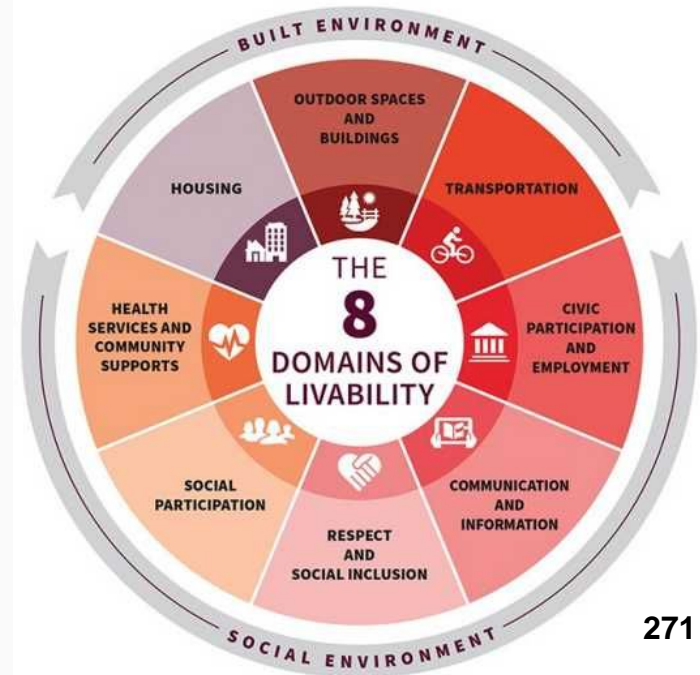 BUILT ENVIRONMENT
OUTDOOR SPACES
AND
BUILDINGS
HOUSING
TRANSPORTATION
THE
8
DOMAINS OF
LIVABILITY
HEALTH
SERVICES AND
COMMUNITY
SUPPORTS
CIVIC
PARTICIPATION
AND
EMPLOYMENT
SOCIAL
PARTICIPATION
COMMUNICATION
AND
INFORMATION
RESPECT
AND
SOCIAL INCLUSION
SOCIAL ENVIRONMENT
271